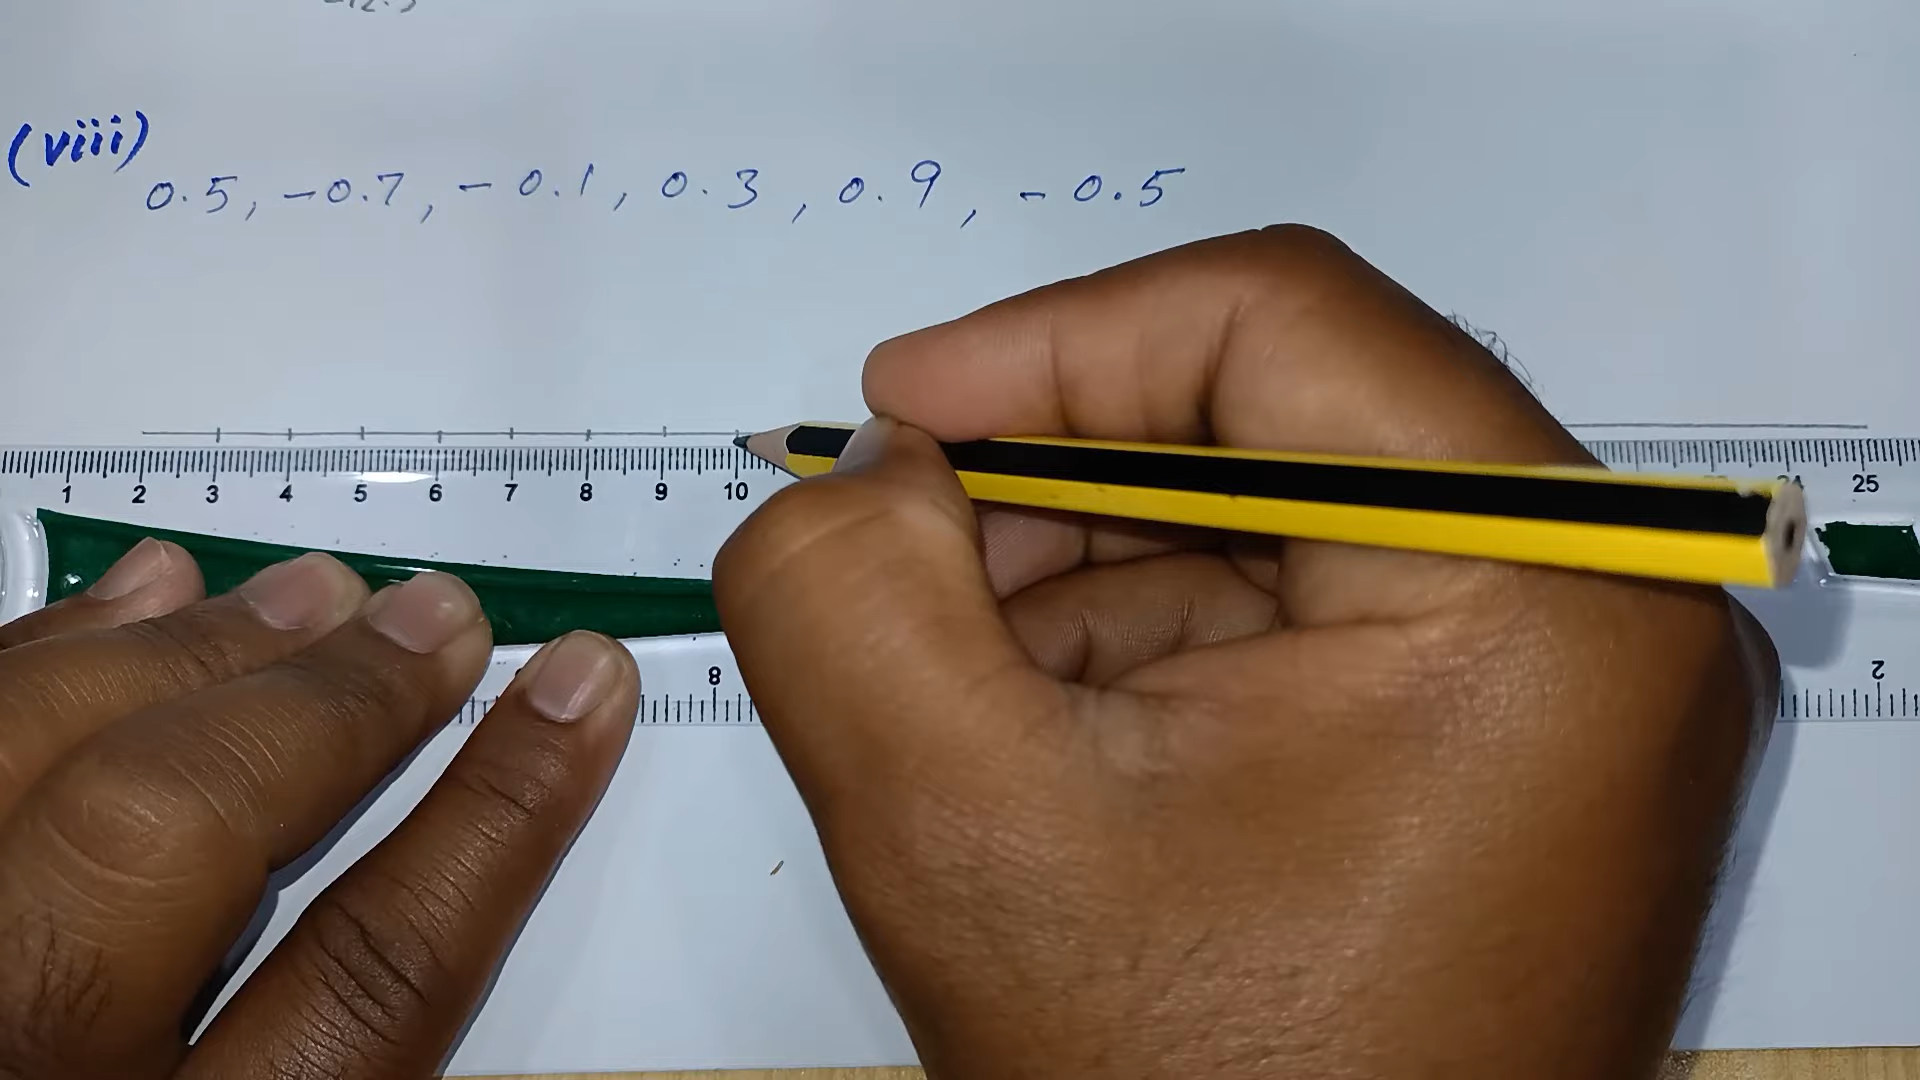 (viii)
0.5, -0.7, -0.1, 0.3, 0.9, -0.5
1 2 3 4 5 6 7 8 9 10 25
8 2